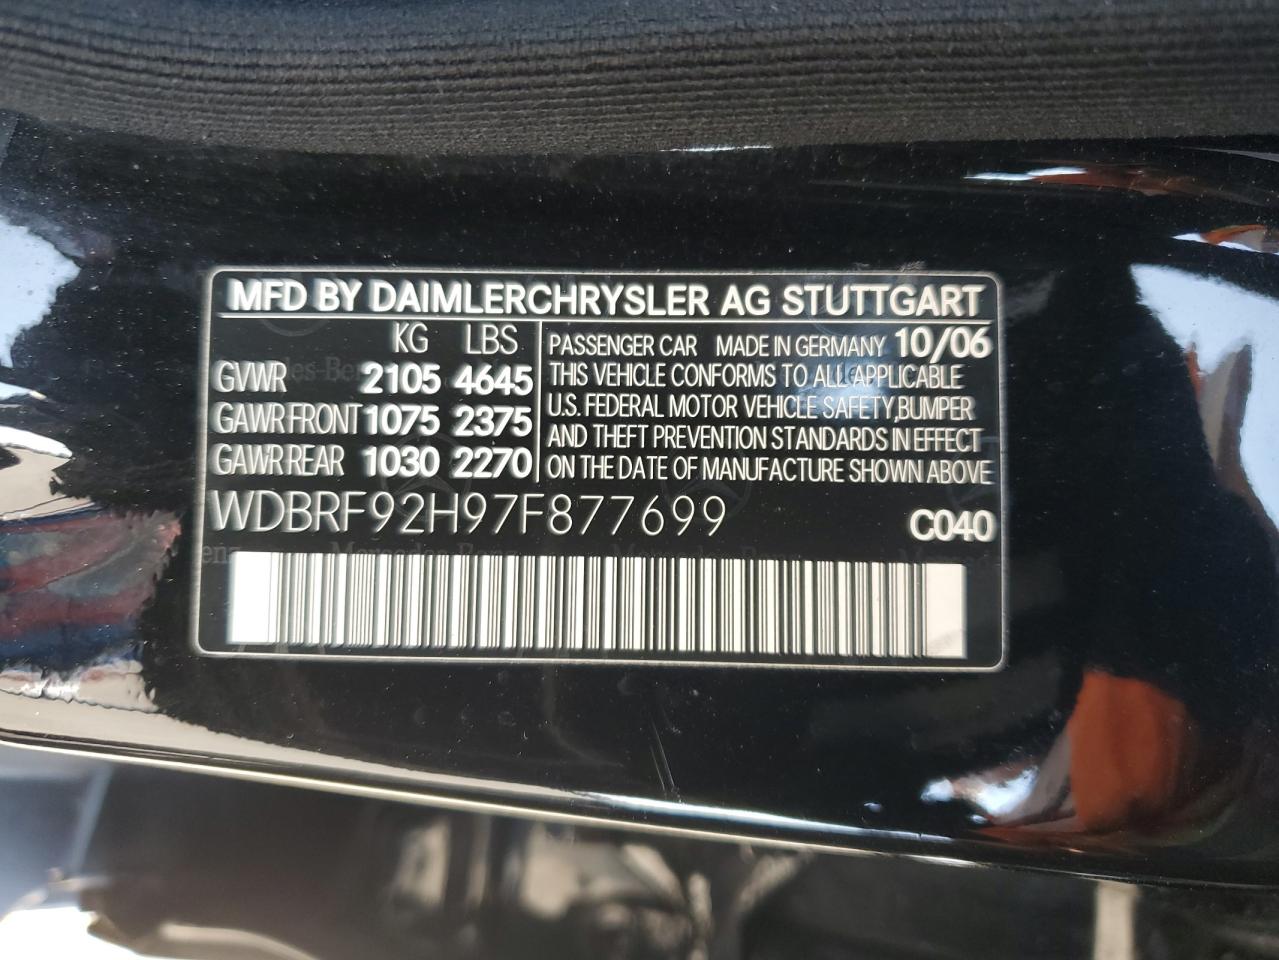 MFD BY DAIMLERCHRYSLER AG STUTTGART
KG LBS
GVWR 2105 4645
GAWR FRONT 1075 2375
GAWR REAR 1030 2270
PASSENGER CAR MADE IN GERMANY 10/06
THIS VEHICLE CONFORMS TO ALL APPLICABLE
U.S. FEDERAL MOTOR VEHICLE SAFETY, BUMPER
AND THEFT PREVENTION STANDARDS IN EFFECT
ON THE DATE OF MANUFACTURE SHOWN ABOVE
WDBRF92H97F877699 C040
Mercedes-Benz